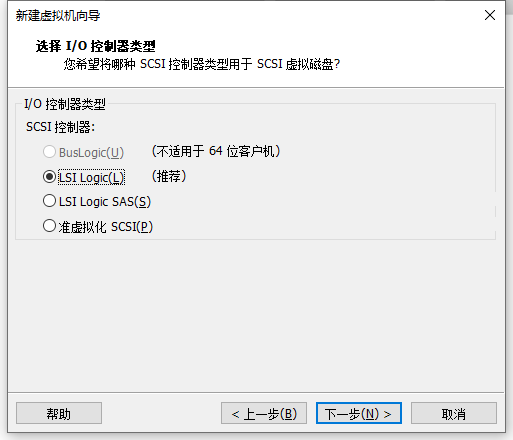 新建虚拟机向导
选择 I/O 控制器类型
您希望将哪种 SCSI 控制器类型用于 SCSI 虚拟磁盘?
I/O 控制器类型
SCSI 控制器:
BusLogic(U) (不适用于 64 位客户机)
LSI Logic(L) (推荐)
LSI Logic SAS(S)
准虚拟化 SCSI(P)
帮助 < 上一步(B) 下一步(N) > 取消